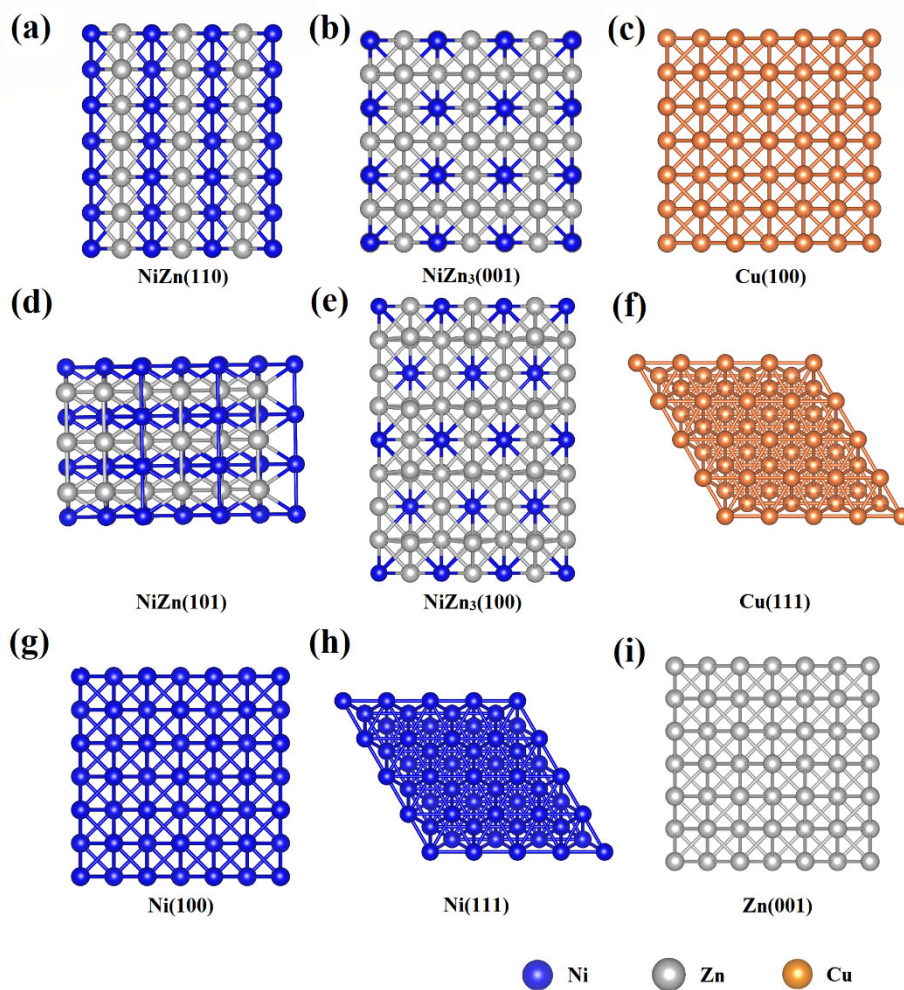 (a) (b) (c)
NiZn(110) NiZn₃(001) Cu(100)
(d) (e) (f)
NiZn(101) NiZn₃(100) Cu(111)
(g) (h) (i)
Ni(100) Ni(111) Zn(001)
Ni Zn Cu